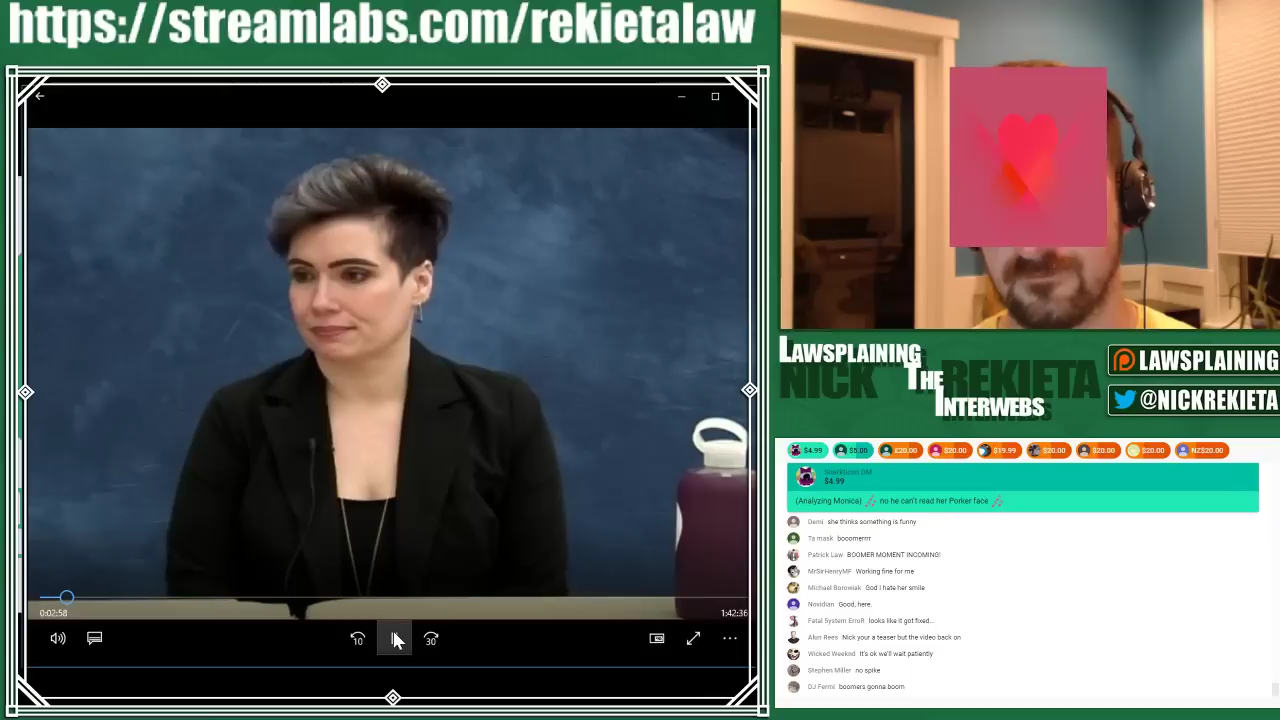 https://streamlabs.com/rekietalaw
0:02:58
1:42:36
10
30
LAWSPLAINING
THE
INTERWEBS
NICK REKIETA
LAWSPLAINING
@NICKREKIETA
$4.99
$5.00
£20.00
$20.00
$19.99
$20.00
$20.00
$20.00
NZ$20.00
$4.99
(Analyzing Monica) no he can't read her Porker face
Demi she thinks something is funny
Ta mask booomerrrr
Patrick Law BOOMER MOMENT INCOMING!
MrSirHenryMF Working fine for me
Michael Borowiak God I hate her smile
Novidian Good, here.
Fatal System ErroR looks like it got fixed...
Alun Rees Nick your a teaser but the video back on
Wicked Weeknd It's ok we'll wait patiently
Stephen Miller no spike
DJ Fermi boomers gonna boom